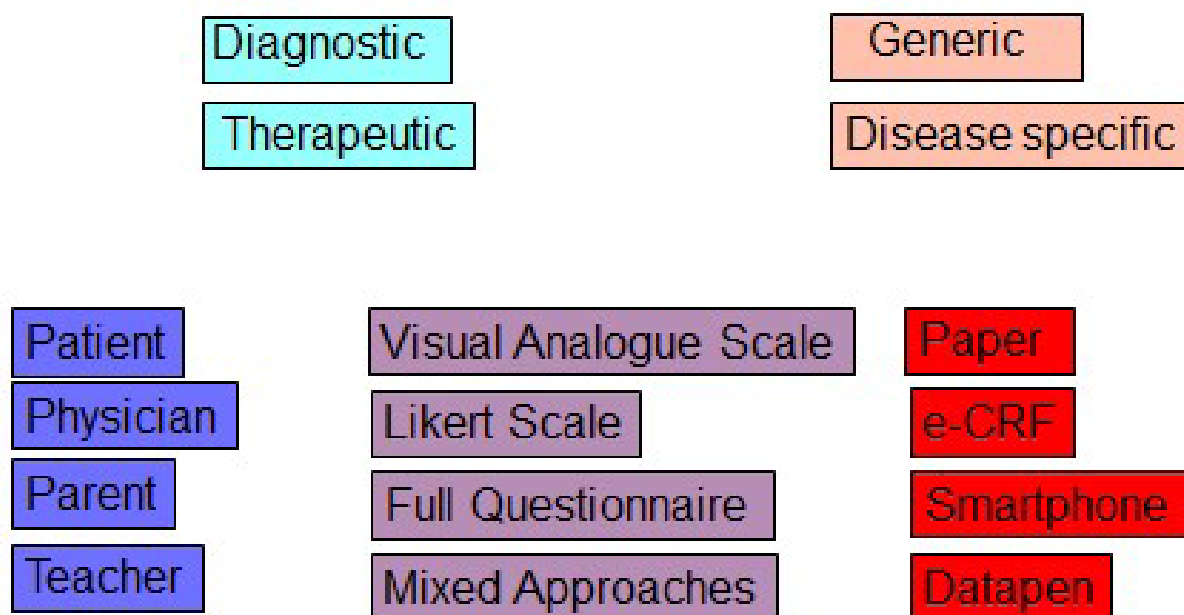 Diagnostic
Generic
Therapeutic
Disease specific
Patient
Visual Analogue Scale
Paper
Physician
Likert Scale
e-CRF
Parent
Full Questionnaire
Smartphone
Teacher
Mixed Approaches
Datapen